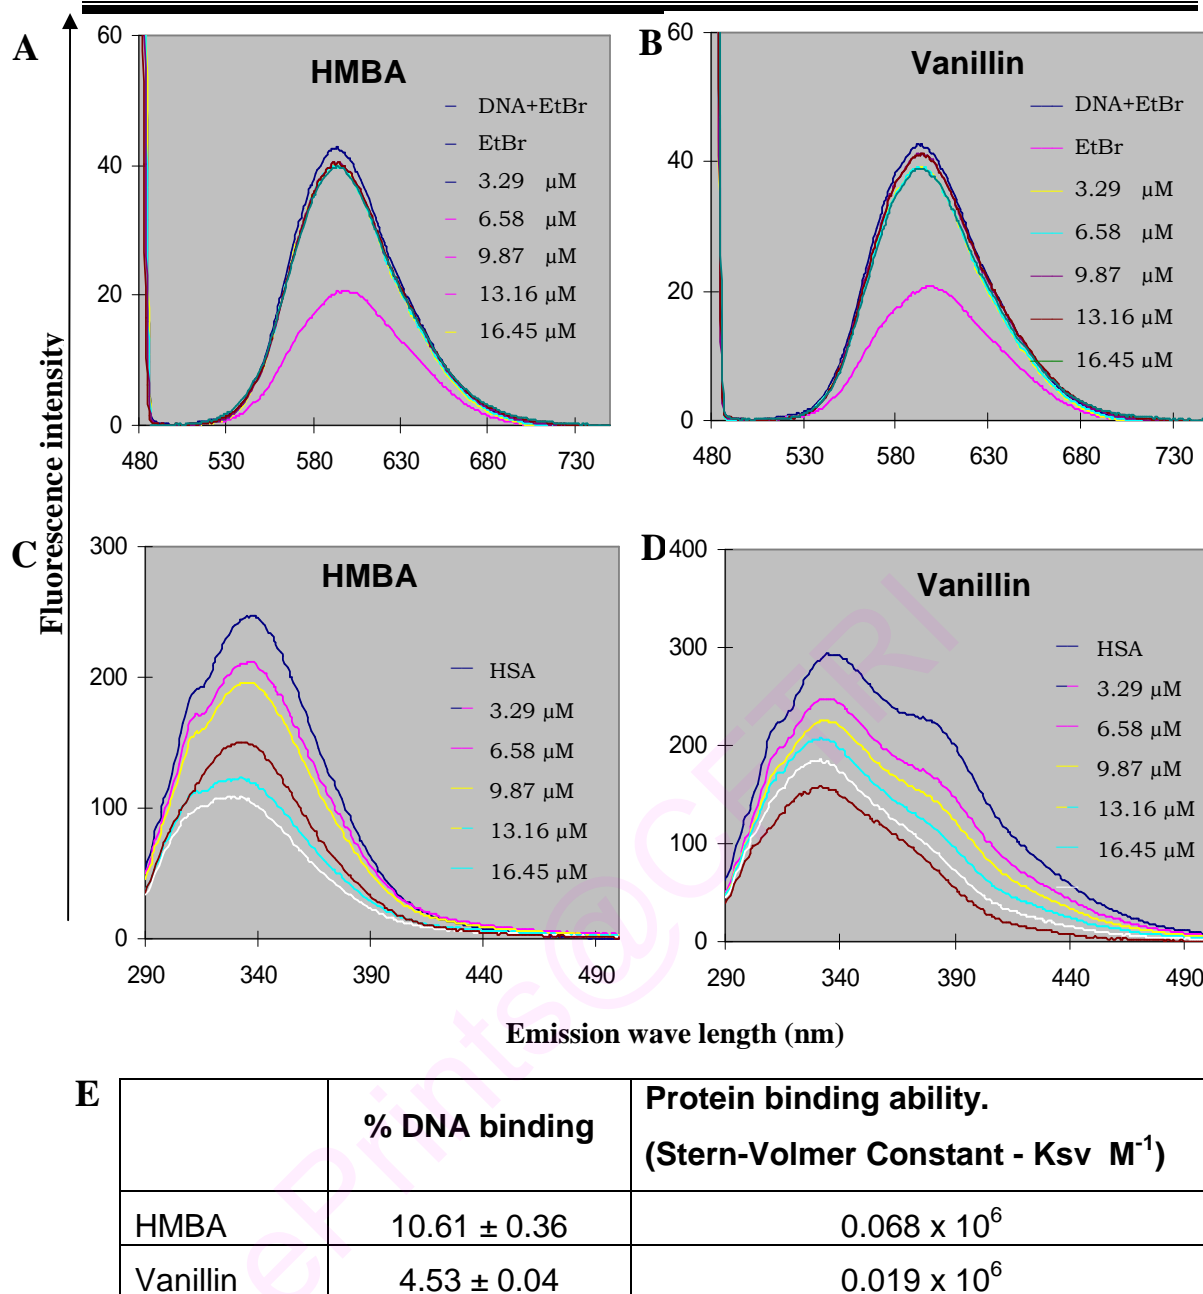 A
60
40
20
0
480 530 580 630 680 730
HMBA
DNA+EtBr
EtBr
3.29 µM
6.58 µM
9.87 µM
13.16 µM
16.45 µM
B
60
40
20
0
480 530 580 630 680 730
Vanillin
DNA+EtBr
EtBr
3.29 µM
6.58 µM
9.87 µM
13.16 µM
16.45 µM
Fluorescence intensity
C
300
200
100
0
290 340 390 440 490
HMBA
HSA
3.29 µM
6.58 µM
9.87 µM
13.16 µM
16.45 µM
D
400
300
200
100
0
290 340 390 440 490
Vanillin
HSA
3.29 µM
6.58 µM
9.87 µM
13.16 µM
16.45 µM
Emission wave length (nm)
E
% DNA binding
Protein binding ability.
(Stern-Volmer Constant - Ksv M⁻¹)
HMBA 10.61 ± 0.36 0.068 x 10⁶
Vanillin 4.53 ± 0.04 0.019 x 10⁶
ePrints@CFTRI